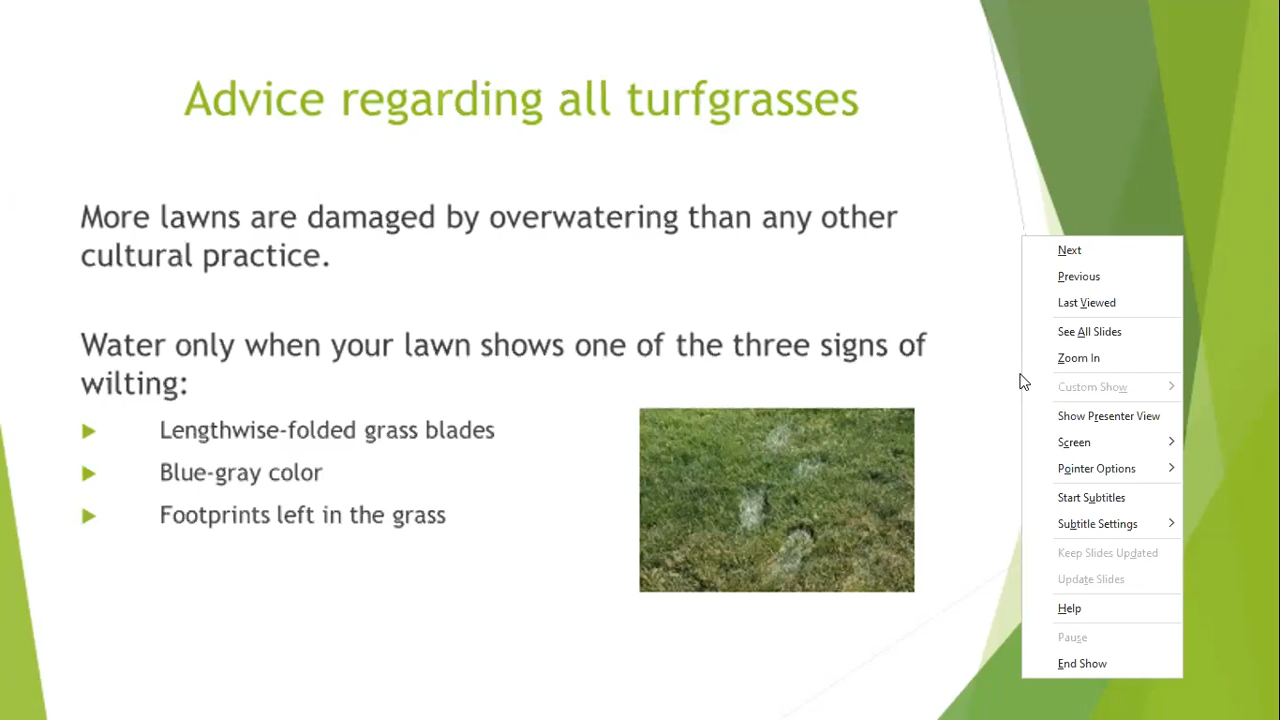 Advice regarding all turfgrasses
More lawns are damaged by overwatering than any other
cultural practice.
Water only when your lawn shows one of the three signs of
wilting:
Lengthwise-folded grass blades
Blue-gray color
Footprints left in the grass
Next
Previous
Last Viewed
See All Slides
Zoom In
Custom Show
Show Presenter View
Screen
Pointer Options
Start Subtitles
Subtitle Settings
Keep Slides Updated
Update Slides
Help
Pause
End Show